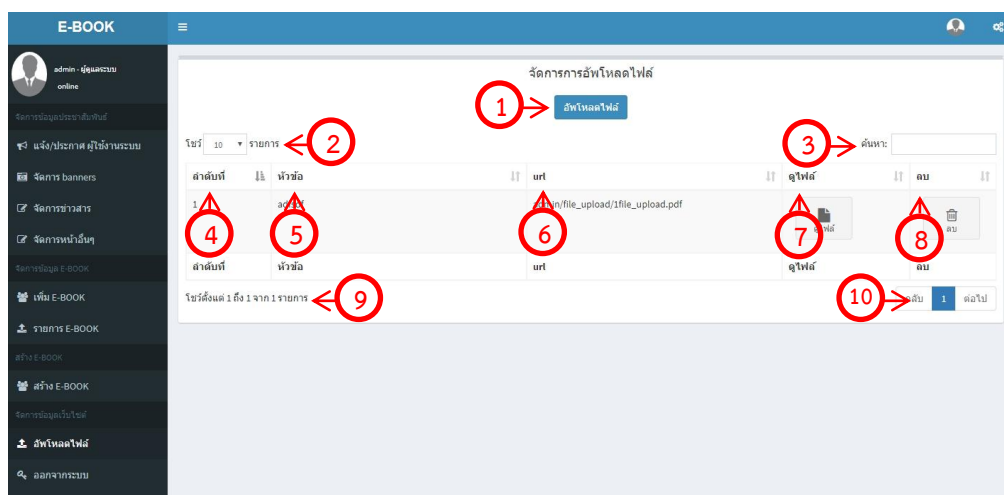 E-BOOK
admin - ผู้ดูแลระบบ
online
จัดการข้อมูลประชาสัมพันธ์
แจ้ง/ประกาศ ผู้ใช้งานระบบ
จัดการ banners
จัดการข่าวสาร
จัดการหน้าอื่นๆ
จัดการข้อมูล E-BOOK
เพิ่ม E-BOOK
รายการ E-BOOK
สร้าง E-BOOK
สร้าง E-BOOK
จัดการข้อมูลเว็บไซต์
อัพโหลดไฟล์
ออกจากระบบ
จัดการการอัพโหลดไฟล์
1 อัพโหลดไฟล์
โชว์ 10 รายการ 2 3 ค้นหา:
ลำดับที่ หัวข้อ url ดูไฟล์ ลบ
1 /file_upload/1file_upload.pdf
ลบ
4 5 6 7 8
ลำดับที่ หัวข้อ url ดูไฟล์ ลบ
โชว์ตั้งแต่ 1 ถึง 1 จาก 1 รายการ 9 10 1 ต่อไป